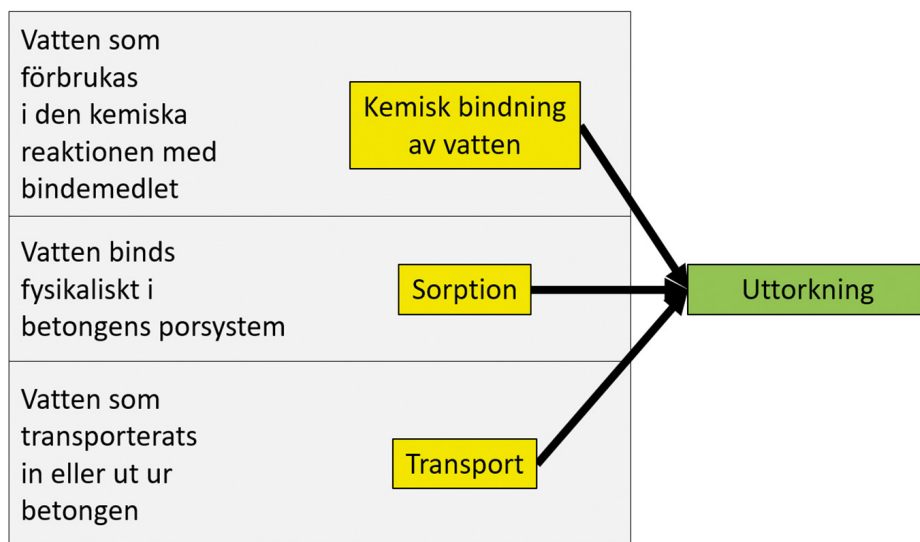 Vatten som
förbrukas
i den kemiska
reaktionen med
bindemedlet
Kemisk bindning
av vatten
Vatten binds
fysikaliskt i
betongens porsystem
Sorption
Uttorkning
Vatten som
transporterats
in eller ut ur
betongen
Transport